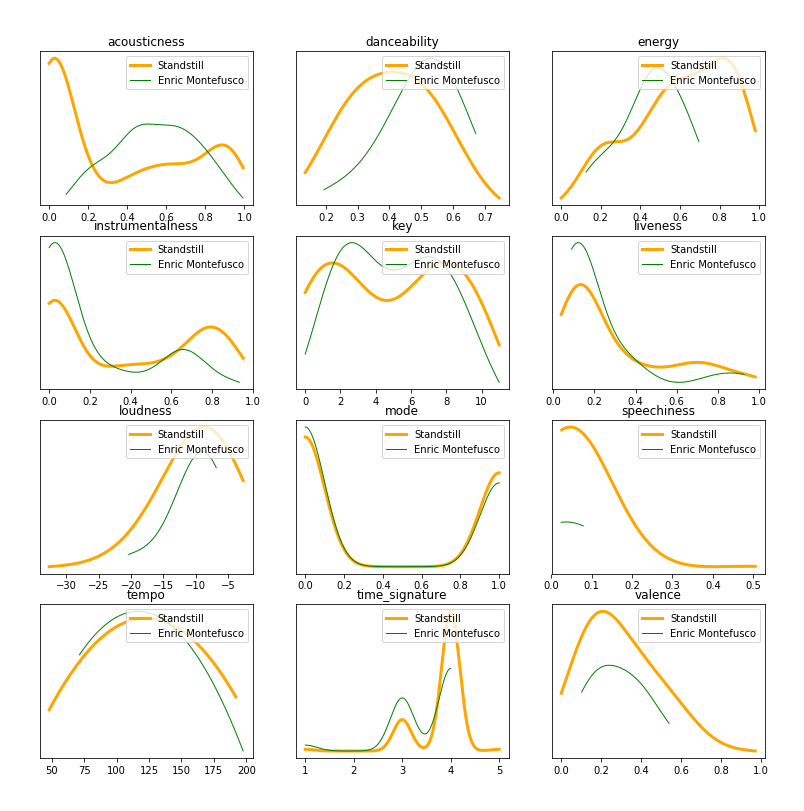 acousticness
Standstill
Enric Montefusco
0.0 0.2 0.4 0.6 0.8 1.0
danceability
Standstill
Enric Montefusco
0.2 0.3 0.4 0.5 0.6 0.7
energy
Standstill
Enric Montefusco
0.0 0.2 0.4 0.6 0.8 1.0
instrumentalness
Standstill
Enric Montefusco
0.0 0.2 0.4 0.6 0.8 1.0
key
Standstill
Enric Montefusco
0 2 4 6 8 10
liveness
Standstill
Enric Montefusco
0.0 0.2 0.4 0.6 0.8 1.0
loudness
Standstill
Enric Montefusco
−30 −25 −20 −15 −10 −5
mode
Standstill
Enric Montefusco
0.0 0.2 0.4 0.6 0.8 1.0
speechiness
Standstill
Enric Montefusco
0.0 0.1 0.2 0.3 0.4 0.5
tempo
Standstill
Enric Montefusco
50 75 100 125 150 175 200
time_signature
Standstill
Enric Montefusco
1 2 3 4 5
valence
Standstill
Enric Montefusco
0.0 0.2 0.4 0.6 0.8 1.0